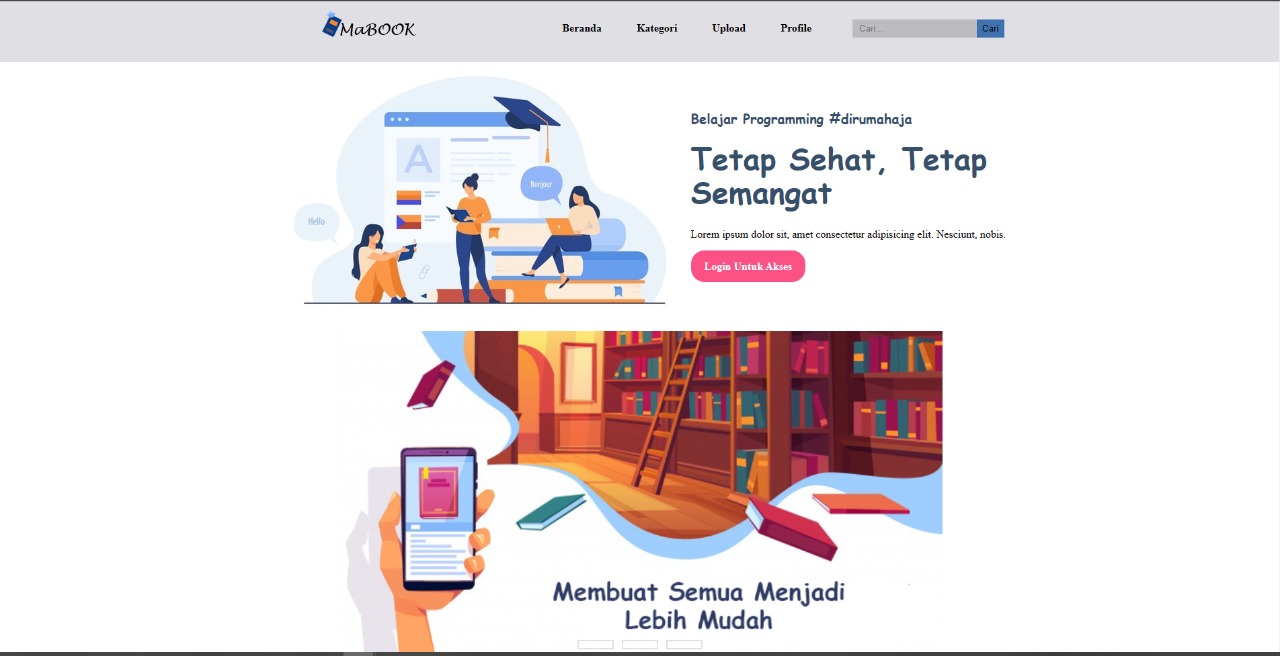 MaBOOK
Beranda
Kategori
Upload
Profile
Cari...
Cari
Belajar Programming #dirumahaja
Tetap Sehat, Tetap
Semangat
Lorem ipsum dolor sit, amet consectetur adipisicing elit. Nesciunt, nobis.
Login Untuk Akses
A
Bonjour
Hello
Membuat Semua Menjadi
Lebih Mudah